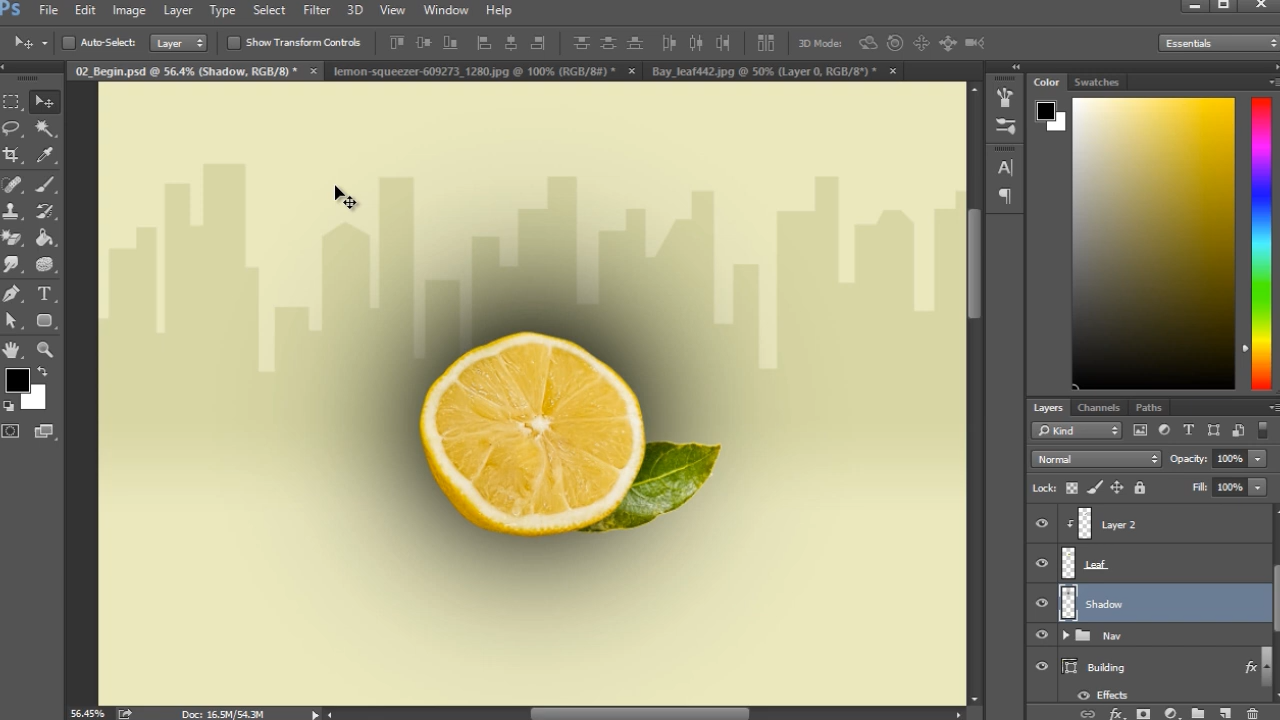 Ps File Edit Image Layer Type Select Filter 3D View Window Help
Auto-Select: Layer Show Transform Controls 3D Mode: Essentials
02_Begin.psd @ 56.4% (Shadow, RGB/8) * × lemon-squeezer-609273_1280.jpg @ 100% (RGB/8#) * × Bay_leaf442.jpg @ 50% (Layer 0, RGB/8*) * ×
Color Swatches
Layers Channels Paths
Kind
Normal Opacity: 100%
Lock: Fill: 100%
Layer 2
Leaf
Shadow
Nav
Building fx
Effects
56.45% Doc: 16.5M/54.3M